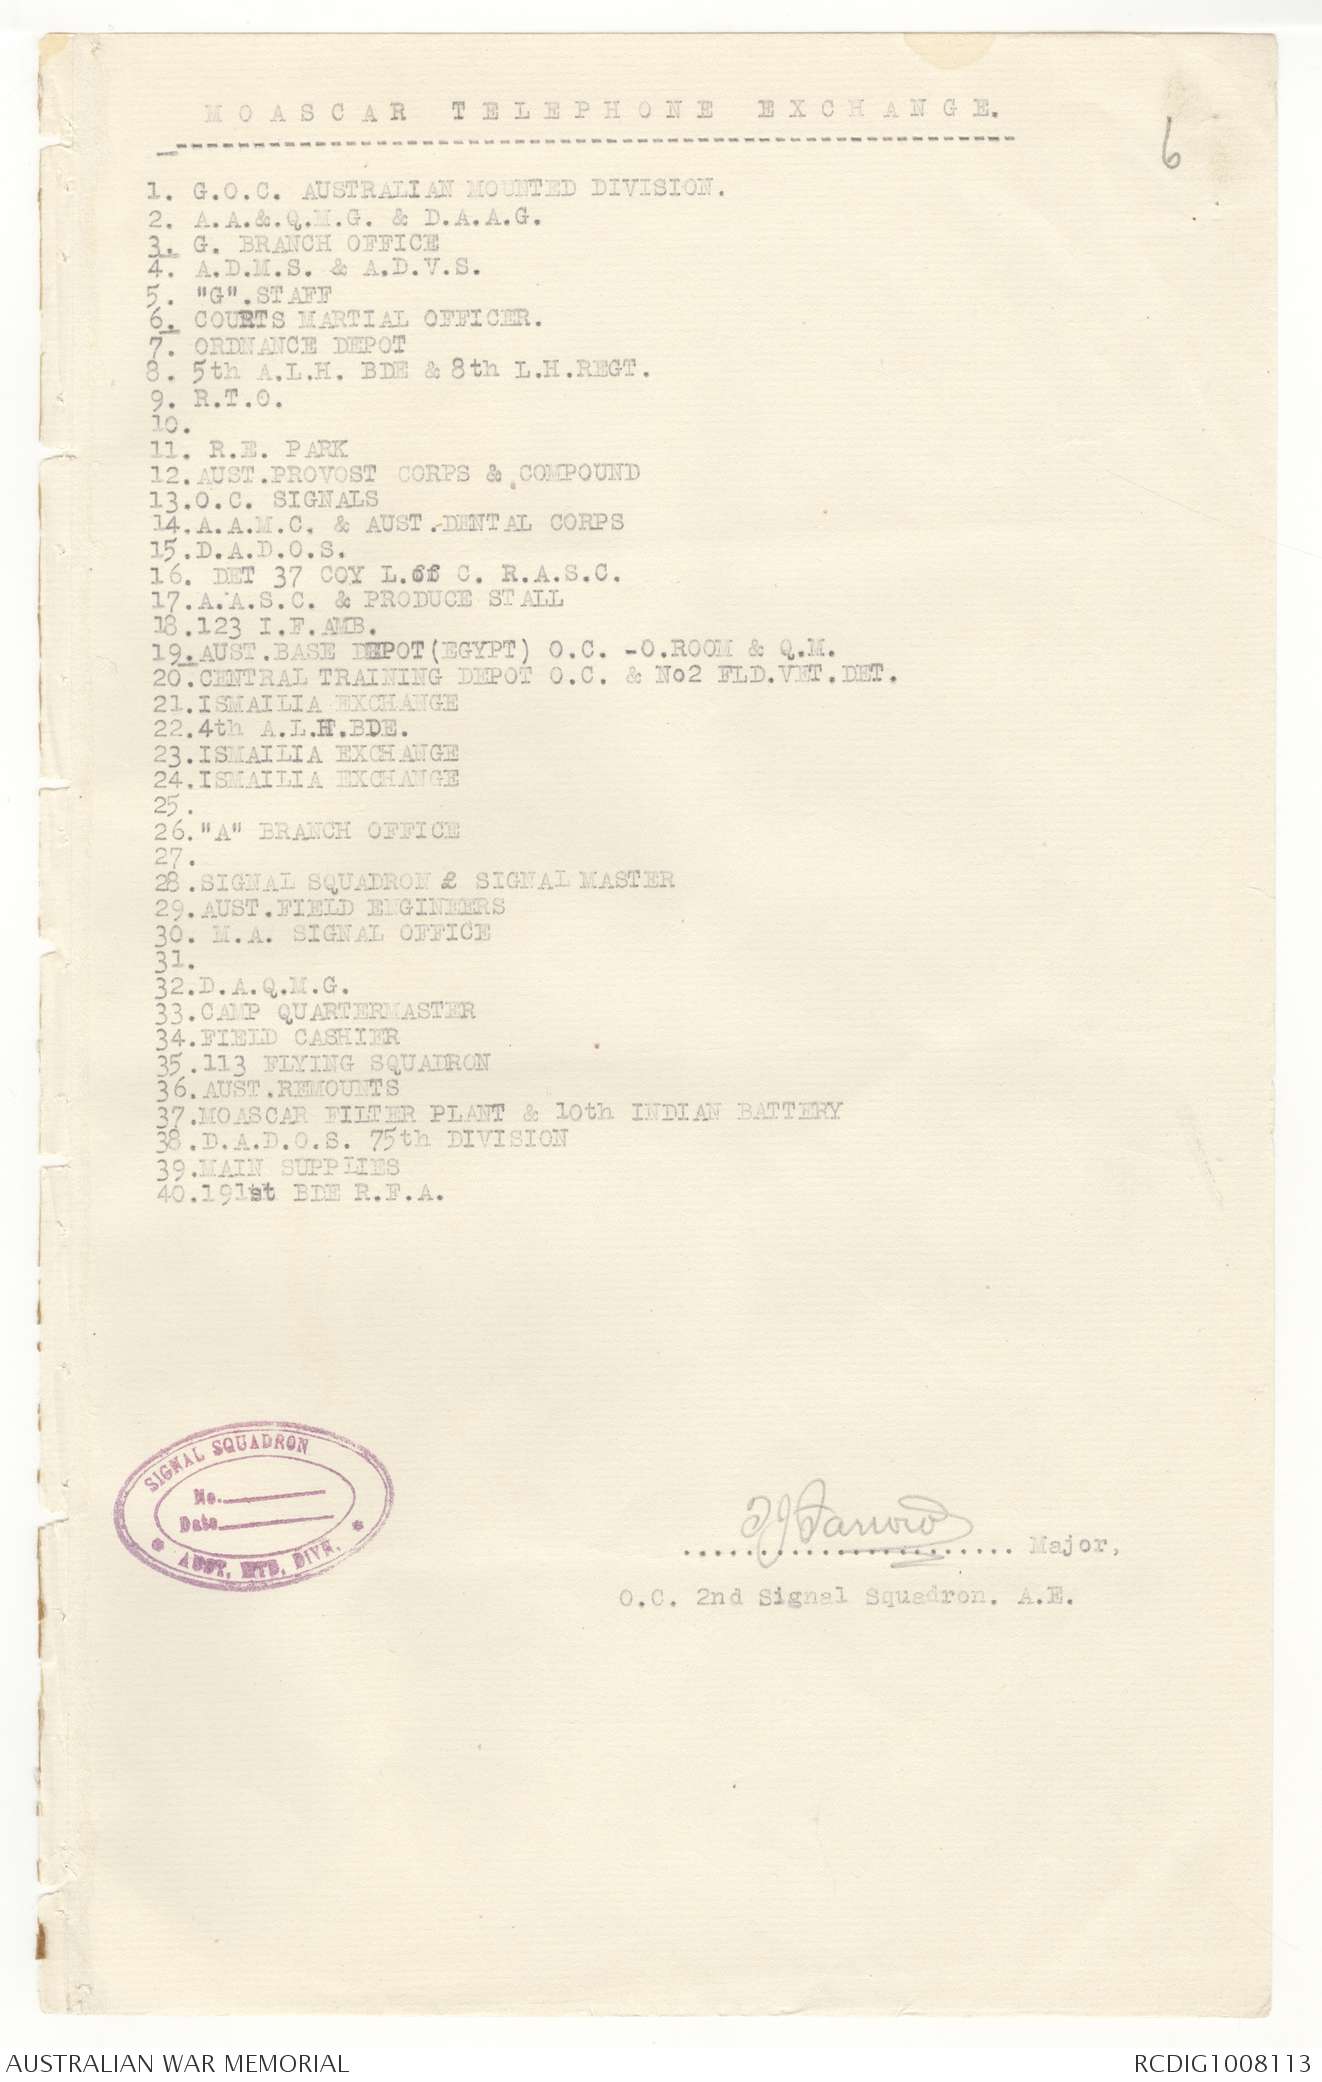 MOASCAR TELEPHONE EXCHANGE.
6
1. G.O.C. AUSTRALIAN MOUNTED DIVISION.
2. A.A.&.Q.M.G. & D.A.A.G.
3. G. BRANCH OFFICE
4. A.D.M.S. & A.D.V.S.
5. "G".STAFF
6. COURTS MARTIAL OFFICER.
7. ORDNANCE DEPOT
8. 5th A.L.H. BDE & 8th L.H.REGT.
9. R.T.O.
10.
11. R.E. PARK
12.AUST.PROVOST CORPS & COMPOUND
13.O.C. SIGNALS
14.A.A.M.C. & AUST.DENTAL CORPS
15.D.A.D.O.S.
16. DET 37 COY L.of C. R.A.S.C.
17.A.A.S.C. & PRODUCE STALL
18.123 I.F.AMB.
19.AUST.BASE DEPOT(EGYPT) O.C. -O.ROOM & Q.M.
20.CENTRAL TRAINING DEPOT O.C. & No2 FLD.VET.DET.
21.ISMAILIA EXCHANGE
22.4th A.L.H.BDE.
23.ISMAILIA EXCHANGE
24.ISMAILIA EXCHANGE
25.
26."A" BRANCH OFFICE
27.
28.SIGNAL SQUADRON & SIGNAL MASTER
29.AUST.FIELD ENGINEERS
30. M.A. SIGNAL OFFICE
31.
32.D.A.Q.M.G.
33.CAMP QUARTERMASTER
34.FIELD CASHIER
35.113 FLYING SQUADRON
36.AUST.REMOUNTS
37.MOASCAR FILTER PLANT & 10th INDIAN BATTERY
38.D.A.D.O.S. 75th DIVISION
39.MAIN SUPPLIES
40.191st BDE R.F.A.
SIGNAL SQUADRON
No.
Date
AUST. MTD. DIVN.
Major,
O.C. 2nd Signal Squadron. A.E.
AUSTRALIAN WAR MEMORIAL
RCDIG1008113